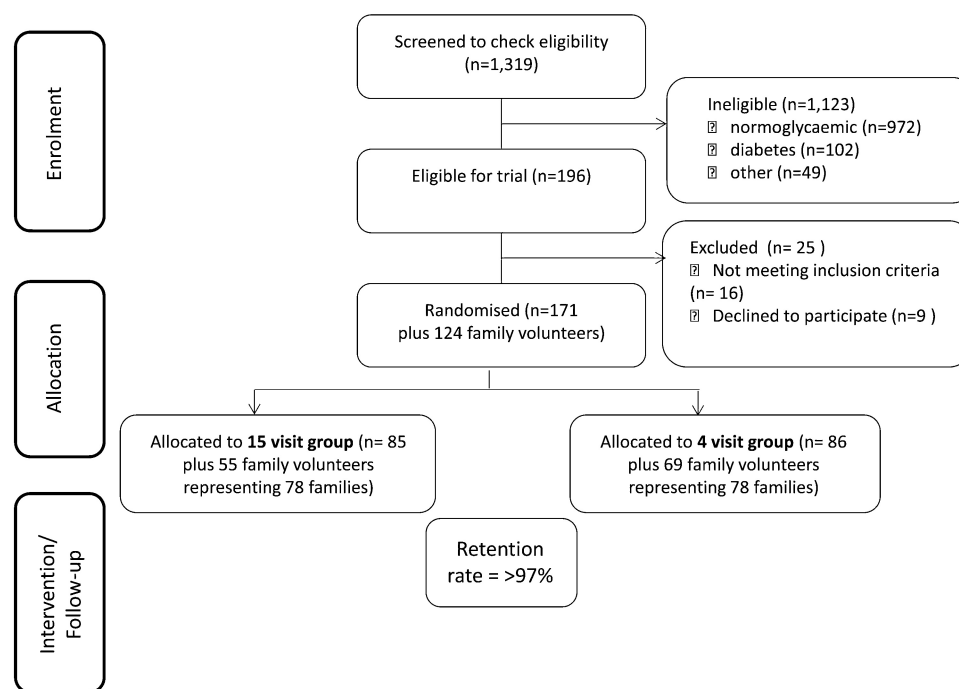 Enrolment
Screened to check eligibility
(n=1,319)
Ineligible (n=1,123)
⍰ normoglycaemic (n=972)
⍰ diabetes (n=102)
⍰ other (n=49)
Eligible for trial (n=196)
Excluded (n= 25 )
⍰ Not meeting inclusion criteria
(n= 16)
⍰ Declined to participate (n=9 )
Allocation
Randomised (n=171
plus 124 family volunteers)
Allocated to 15 visit group (n= 85
plus 55 family volunteers
representing 78 families)
Allocated to 4 visit group (n= 86
plus 69 family volunteers
representing 78 families)
Intervention/
Follow-up
Retention
rate = >97%